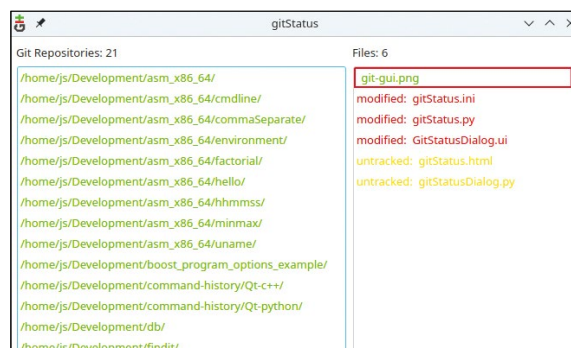 gitStatus
Git Repositories: 21
/home/js/Development/asm_x86_64/
/home/js/Development/asm_x86_64/cmdline/
/home/js/Development/asm_x86_64/commaSeparate/
/home/js/Development/asm_x86_64/environment/
/home/js/Development/asm_x86_64/factorial/
/home/js/Development/asm_x86_64/hello/
/home/js/Development/asm_x86_64/hhmmss/
/home/js/Development/asm_x86_64/minmax/
/home/js/Development/asm_x86_64/uname/
/home/js/Development/boost_program_options_example/
/home/js/Development/command-history/Qt-c++/
/home/js/Development/command-history/Qt-python/
/home/js/Development/db/
/home/js/Development/findit/
Files: 6
git-gui.png
modified: gitStatus.ini
modified: gitStatus.py
modified: GitStatusDialog.ui
untracked: gitStatus.html
untracked: gitStatusDialog.py